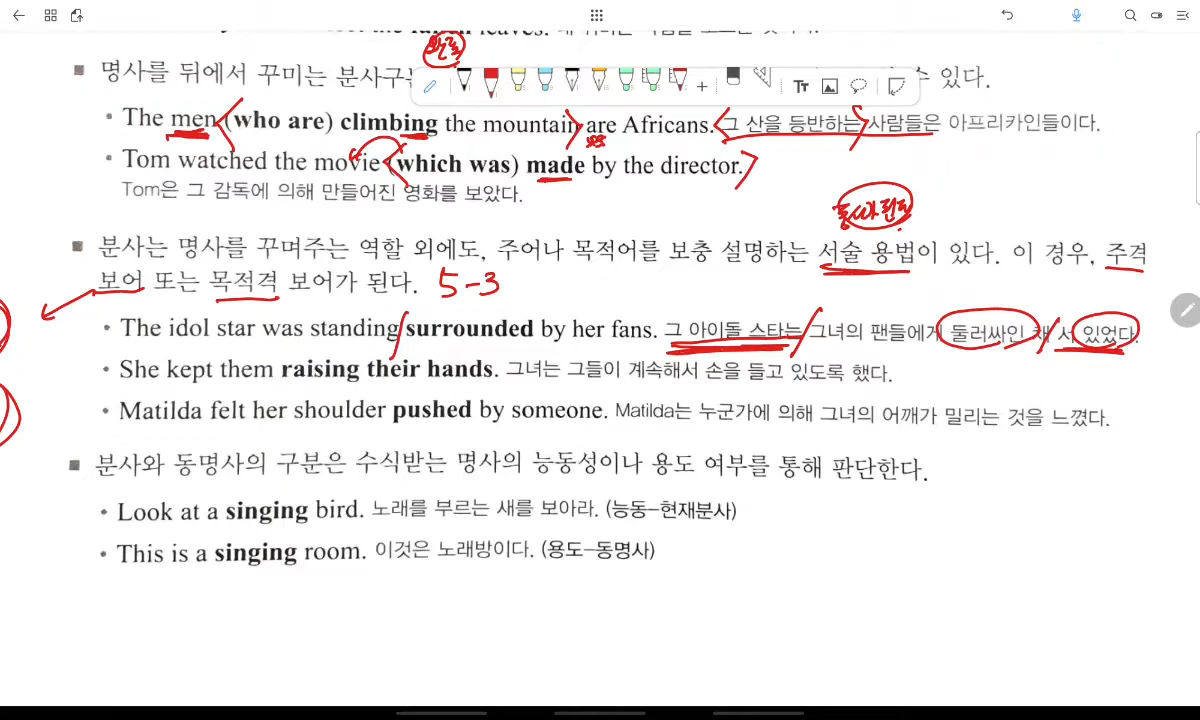 완료
명사를 뒤에서 꾸미는 분사구는 수 있다.
The men (who are) climbing the mountain are Africans. 그 산을 등반하는 사람들은 아프리카인들이다.
Tom watched the movie (which was) made by the director.
Tom은 그 감독에 의해 만들어진 영화를 보았다.
분사는 명사를 꾸며주는 역할 외에도, 주어나 목적어를 보충 설명하는 서술 용법이 있다. 이 경우, 주격
보어 또는 목적격 보어가 된다. 5-3
The idol star was standing surrounded by her fans. 그 아이돌 스타는 그녀의 팬들에게 둘러싸인 채 서 있었다.
She kept them raising their hands. 그녀는 그들이 계속해서 손을 들고 있도록 했다.
Matilda felt her shoulder pushed by someone. Matilda는 누군가에 의해 그녀의 어깨가 밀리는 것을 느꼈다.
분사와 동명사의 구분은 수식받는 명사의 능동성이나 용도 여부를 통해 판단한다.
Look at a singing bird. 노래를 부르는 새를 보아라. (능동-현재분사)
This is a singing room. 이것은 노래방이다. (용도-동명사)